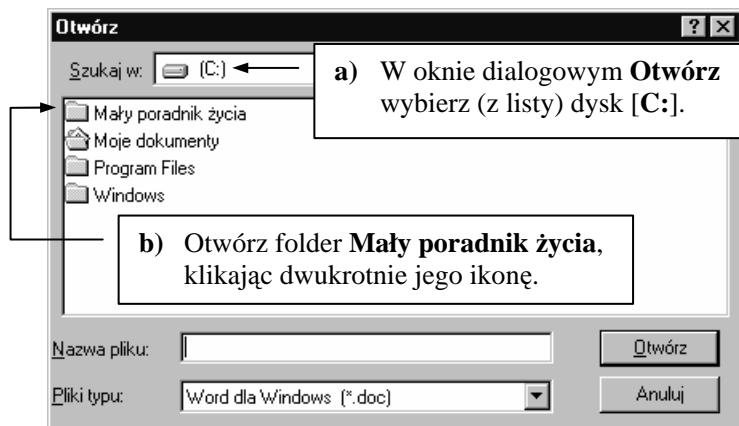 Otwórz
Szukaj w: (C:)
a) W oknie dialogowym Otwórz
wybierz (z listy) dysk [C:].
Mały poradnik życia
Moje dokumenty
Program Files
Windows
b) Otwórz folder Mały poradnik życia,
klikając dwukrotnie jego ikonę.
Nazwa pliku:
Otwórz
Pliki typu: Word dla Windows (*.doc)
Anuluj